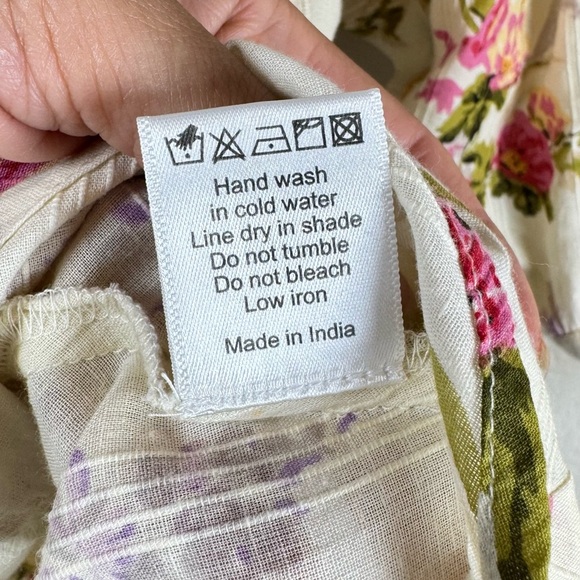 Hand wash
in cold water
Line dry in shade
Do not tumble
Do not bleach
Low iron
Made in India